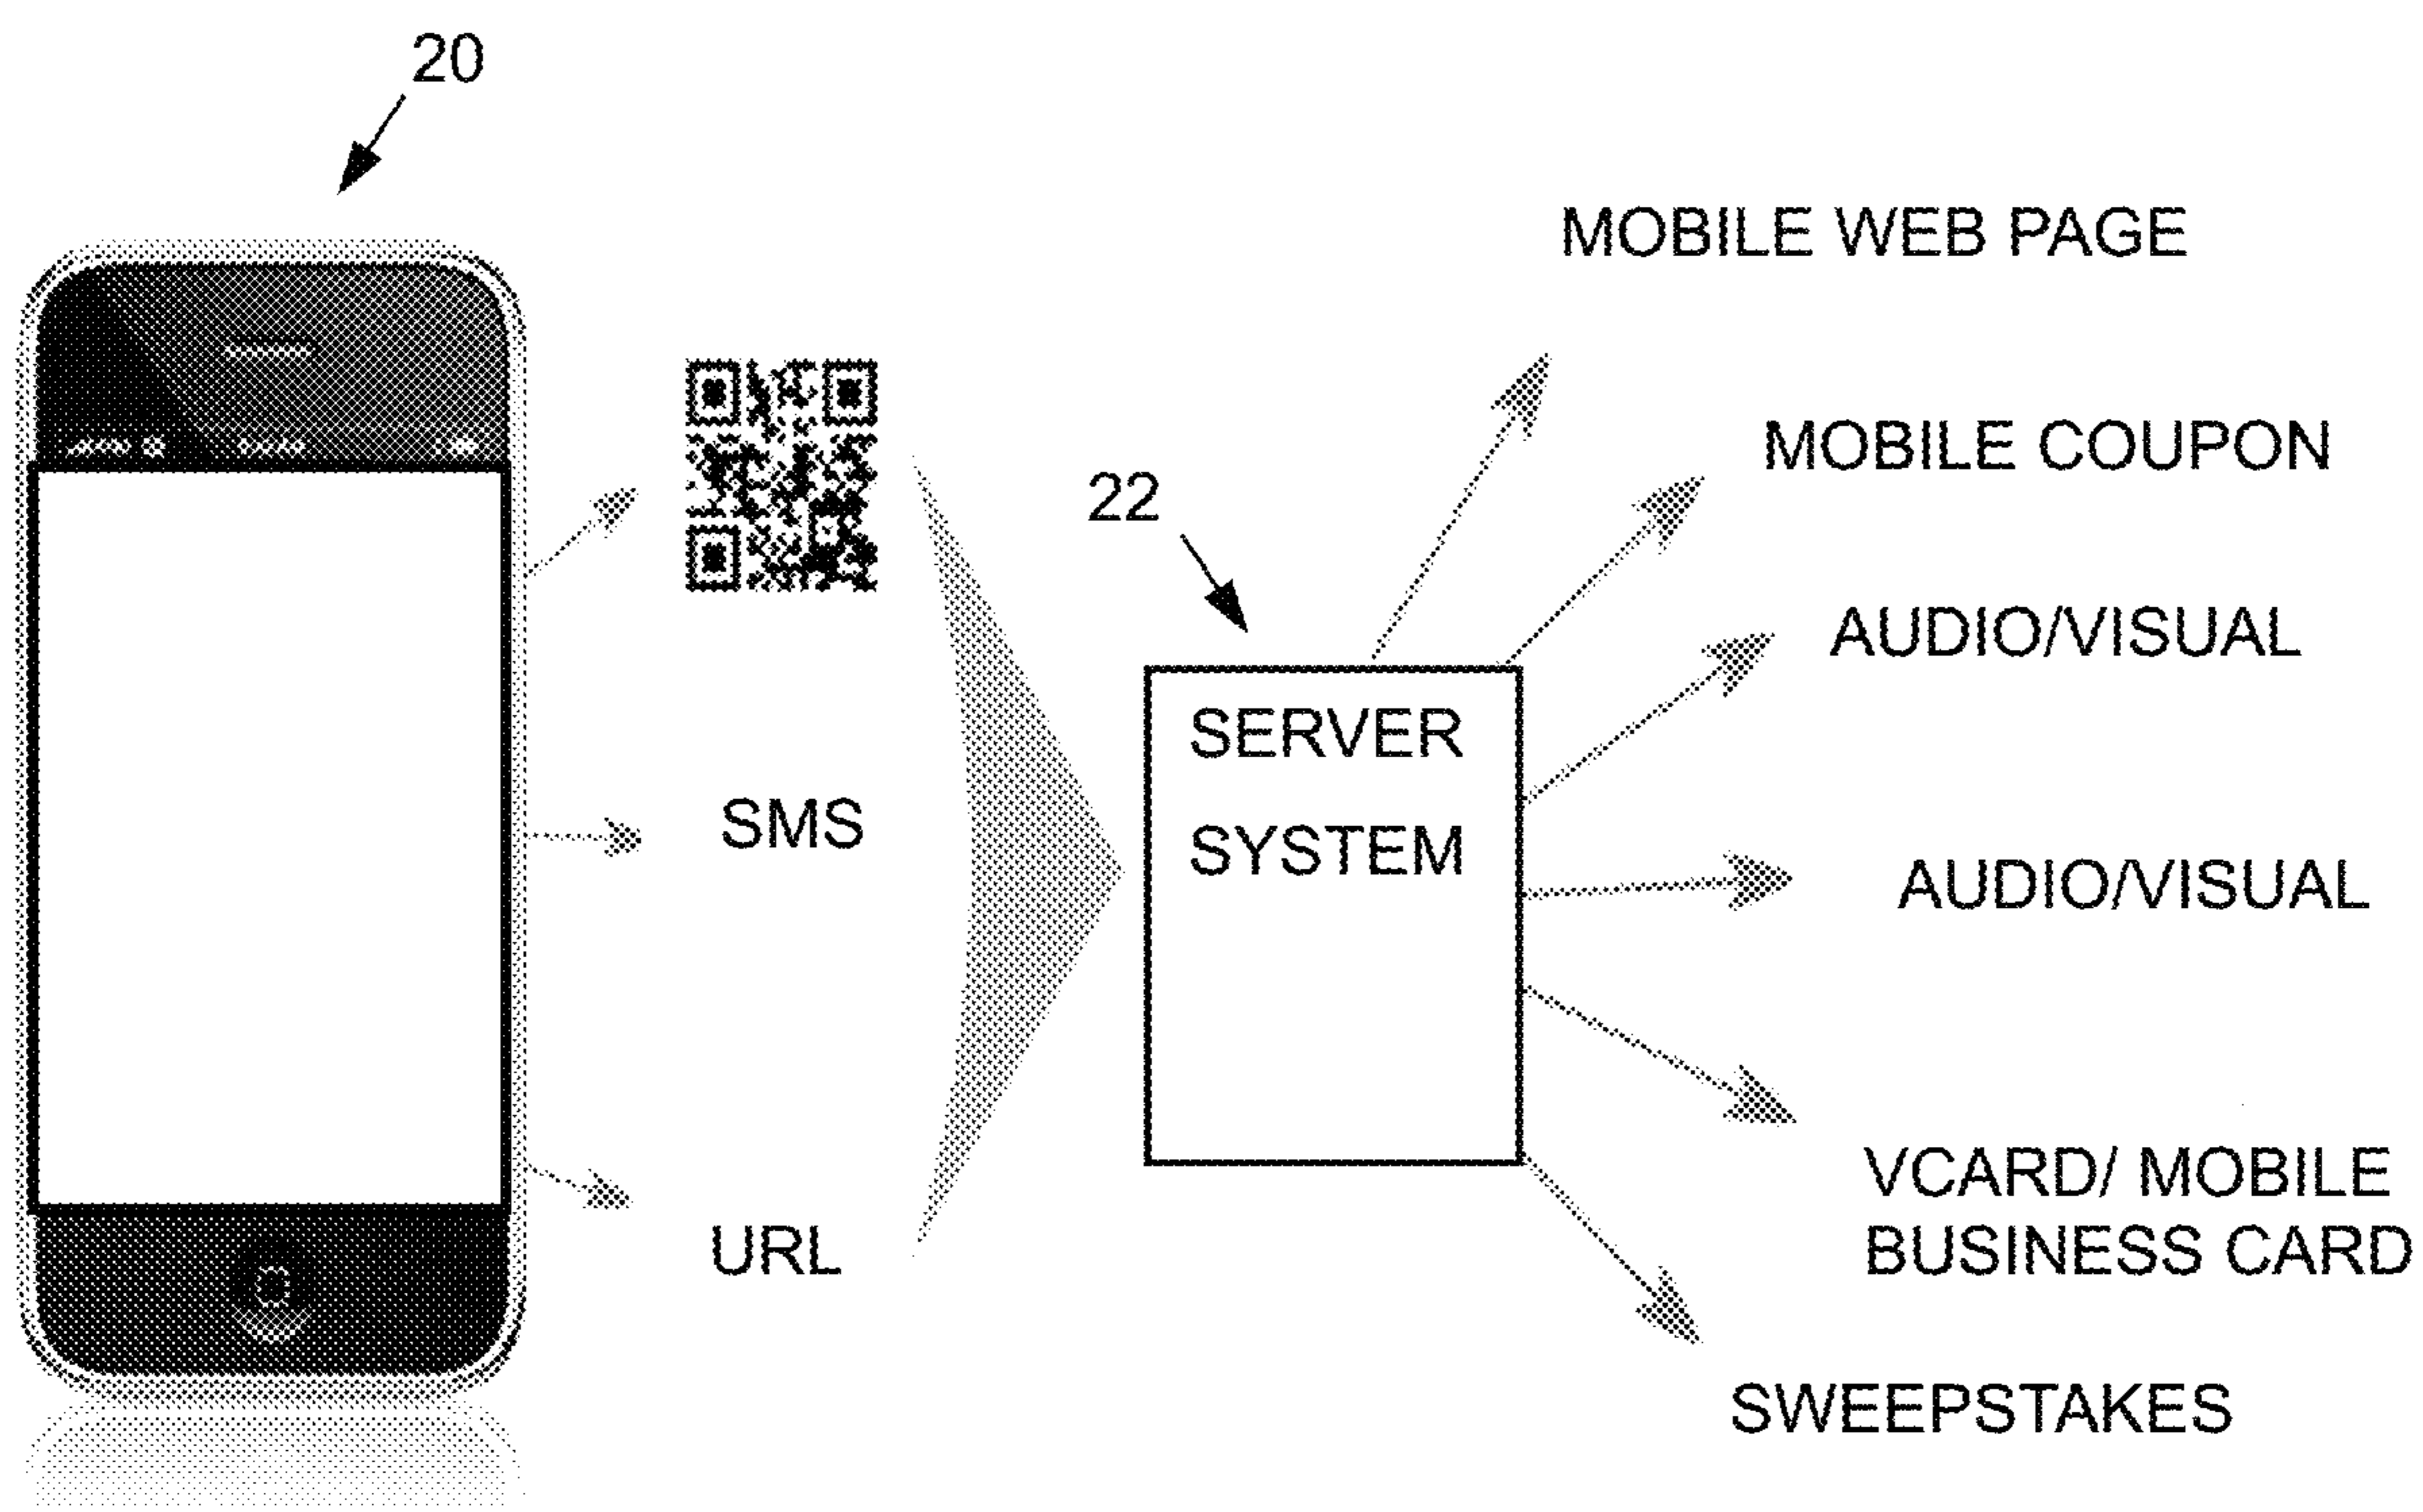 20
MOBILE WEB PAGE
MOBILE COUPON
22
AUDIO/VISUAL
SERVER
SYSTEM
SMS
AUDIO/VISUAL
VCARD/ MOBILE
BUSINESS CARD
URL
SWEEPSTAKES